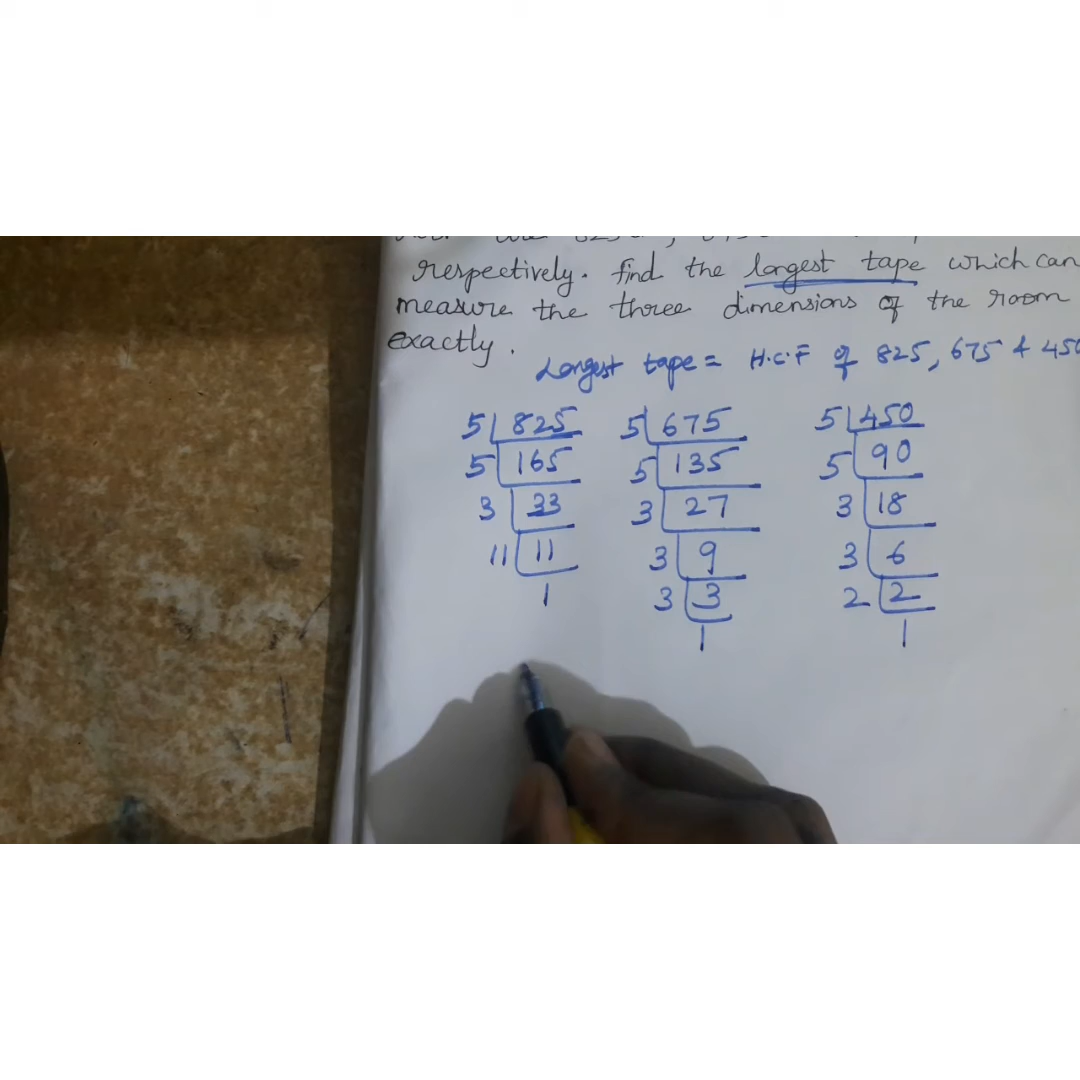 respectively. find the longest tape which can
measure the three dimensions of the room
exactly.
Longest tape = H.C.F of 825, 675 & 450
5 825 5 675 5 450
5 165 5 135 5 90
3 33 3 27 3 18
11 11 3 9 3 6
1 3 3 2 2
1 1